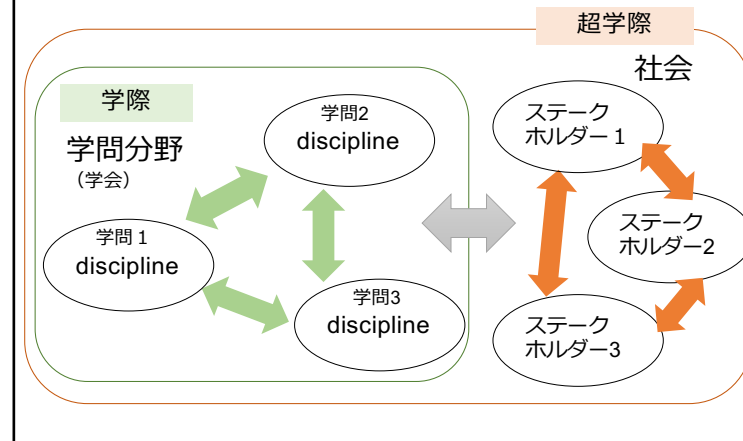 超学際
社会
学際
学問分野
（学会）
学問2
discipline
学問１
discipline
学問3
discipline
ステーク
ホルダー１
ステーク
ホルダー2
ステーク
ホルダー3